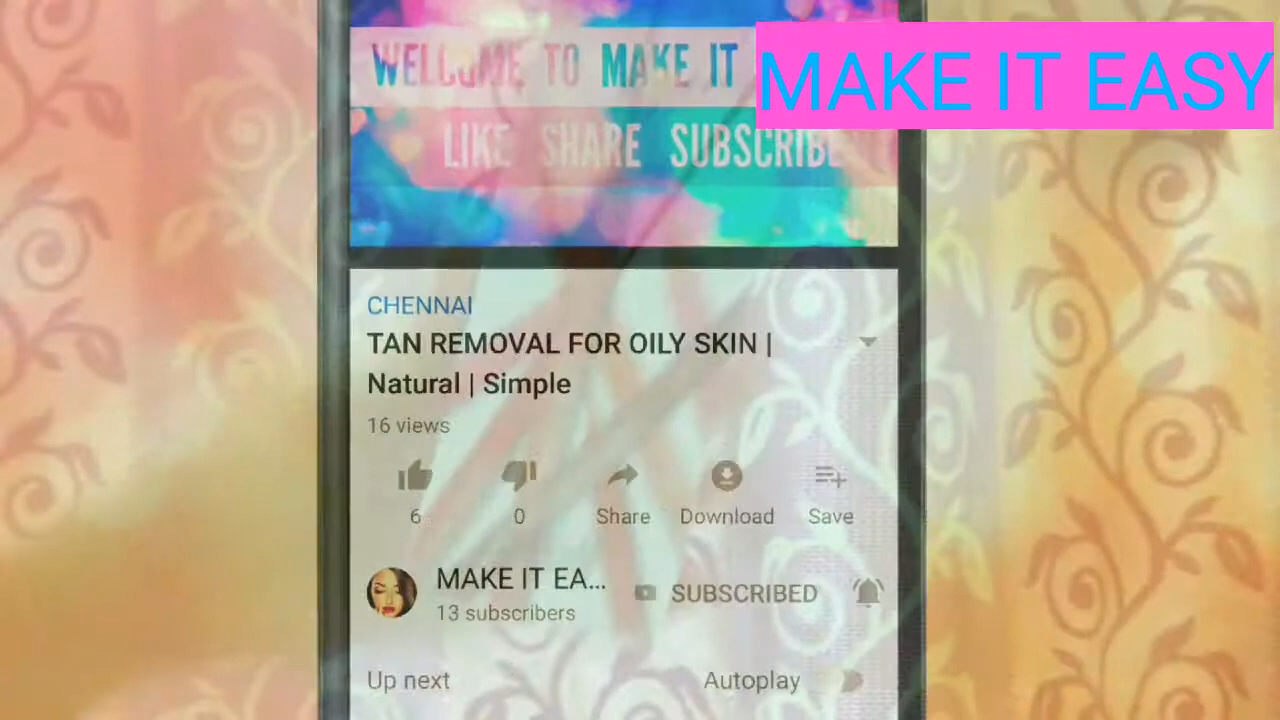 WELCOME TO MAKE IT
MAKE IT EASY
LIKE SHARE SUBSCRIBE
CHENNAI
TAN REMOVAL FOR OILY SKIN |
Natural | Simple
16 views
6
0
Share
Download
Save
MAKE IT EA...
SUBSCRIBED
13 subscribers
Up next
Autoplay